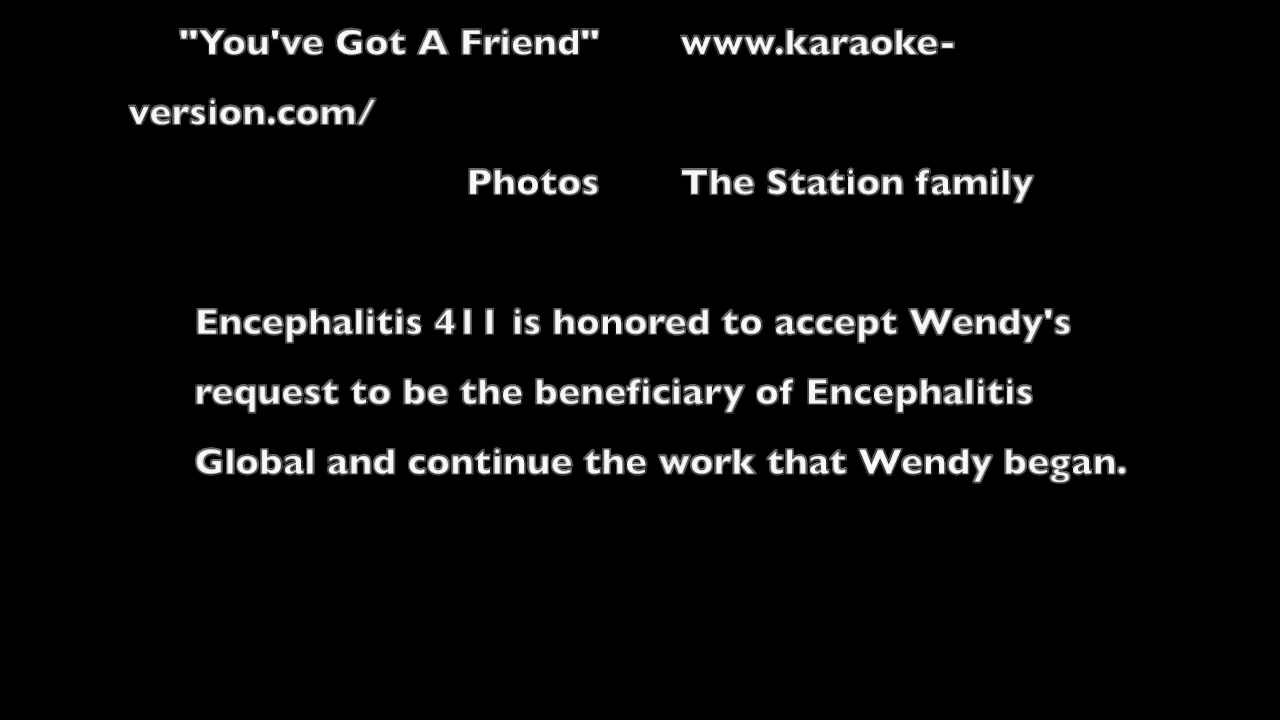 "You've Got A Friend" www.karaoke-
version.com/
Photos The Station family
Encephalitis 411 is honored to accept Wendy's
request to be the beneficiary of Encephalitis
Global and continue the work that Wendy began.